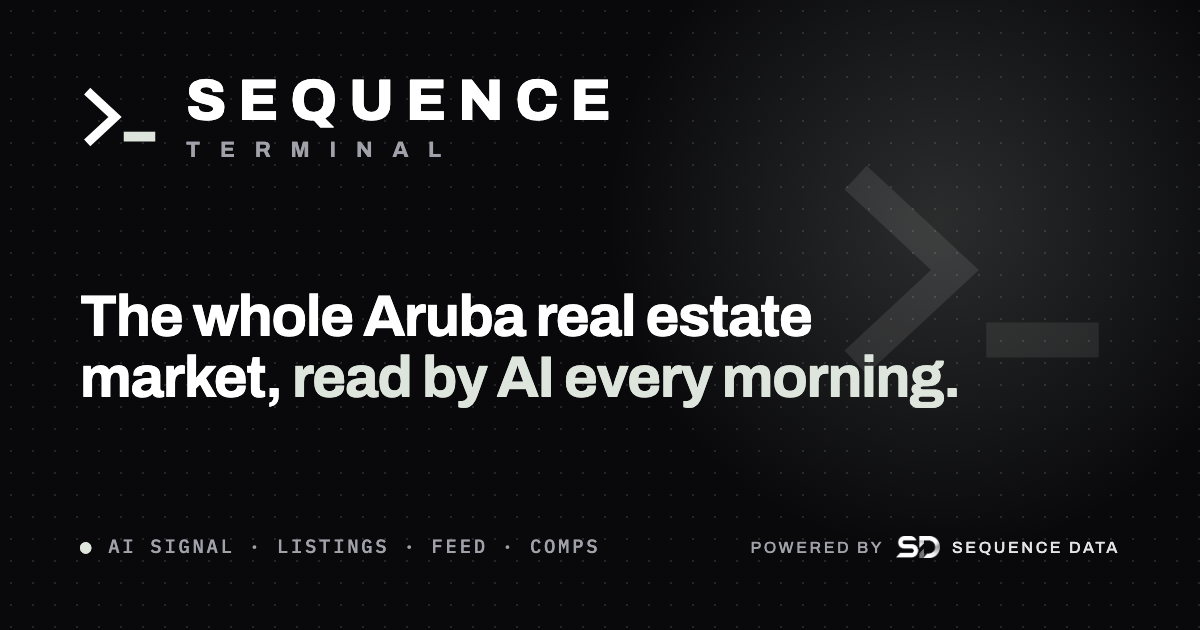 SEQUENCE
TERMINAL
The whole Aruba real estate
market, read by AI every morning.
AI SIGNAL · LISTINGS · FEED · COMPS
POWERED BY SD SEQUENCE DATA